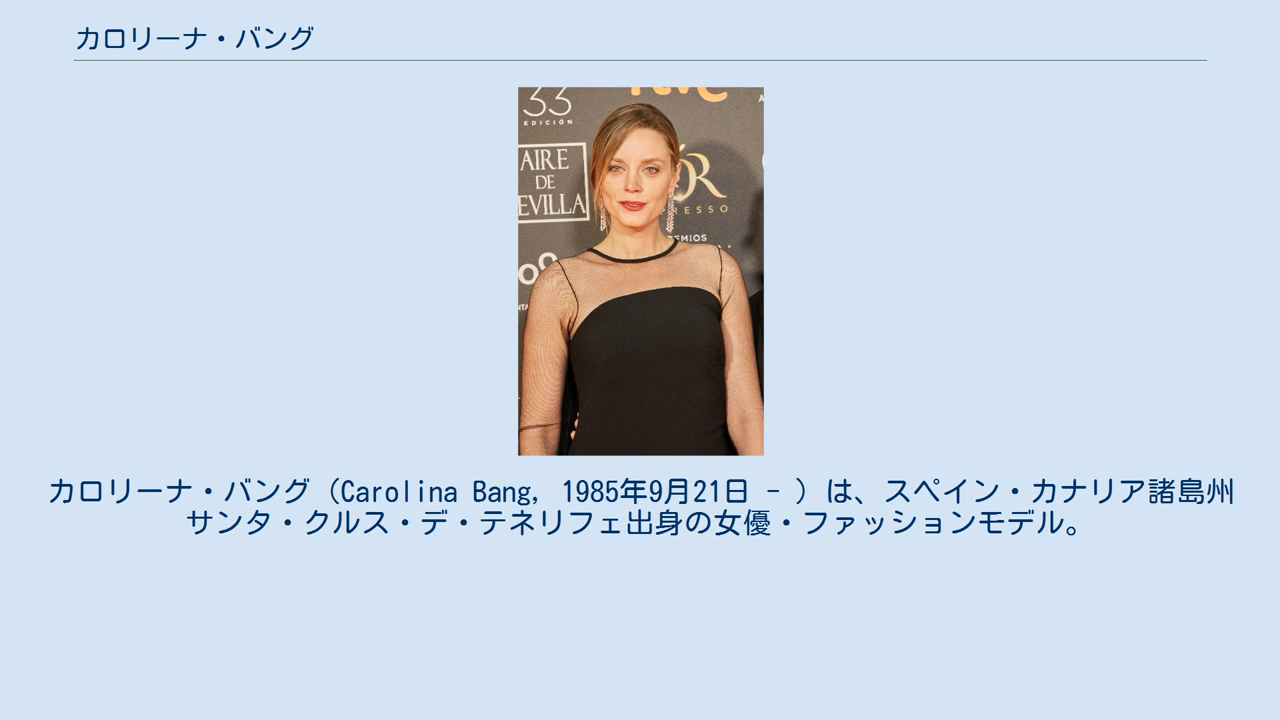 カロリーナ・バング
33
EDICIÓN
AIRE
DE
EVILLA
RESSO
カロリーナ・バング（Carolina Bang, 1985年9月21日 - ）は、スペイン・カナリア諸島州
サンタ・クルス・デ・テネリフェ出身の女優・ファッションモデル。